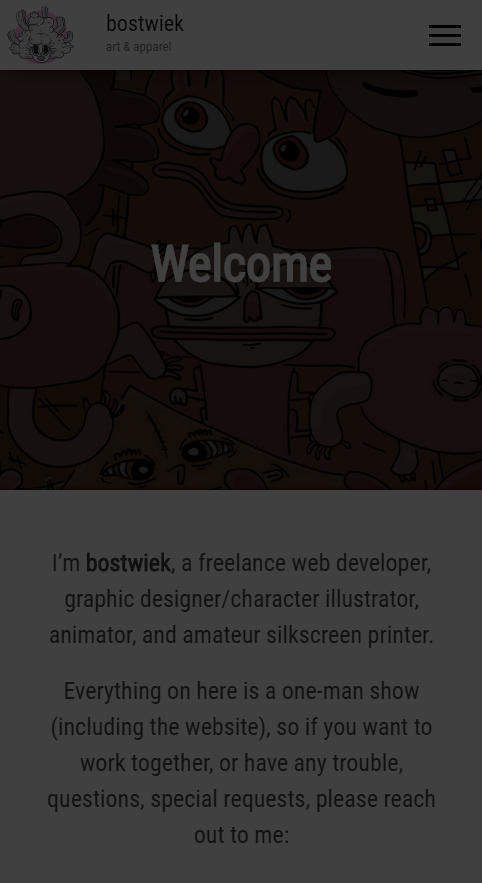 bostwiek
art & apparel
Welcome
I’m bostwiek, a freelance web developer,
graphic designer/character illustrator,
animator, and amateur silkscreen printer.
Everything on here is a one-man show
(including the website), so if you want to
work together, or have any trouble,
questions, special requests, please reach
out to me: